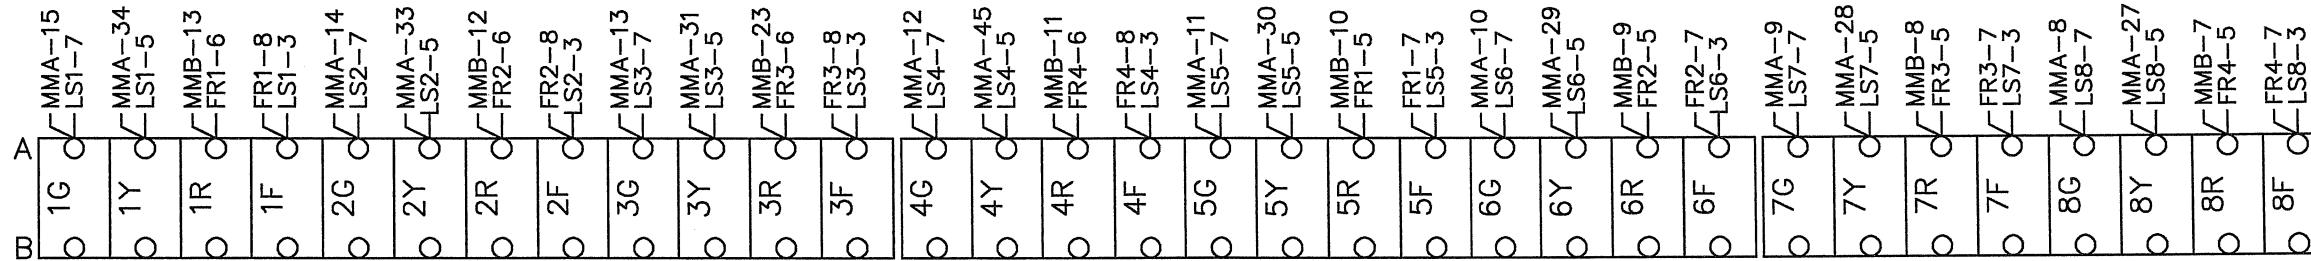 MMA-15
LS1-7
MMA-34
LS1-5
MMB-13
FR1-6
FR1-8
LS1-3
MMA-14
LS2-7
MMA-33
LS2-5
MMB-12
FR2-6
FR2-8
LS2-3
MMA-13
LS3-7
MMA-31
LS3-5
MMB-23
FR3-6
FR3-8
LS3-3
MMA-12
LS4-7
MMA-45
LS4-5
MMB-11
FR4-6
FR4-8
LS4-3
MMA-11
LS5-7
MMA-30
LS5-5
MMB-10
FR1-5
FR1-7
LS5-3
MMA-10
LS6-7
MMA-29
LS6-5
MMB-9
FR2-5
FR2-7
LS6-3
MMA-9
LS7-7
MMA-28
LS7-5
MMB-8
FR3-5
FR3-7
LS7-3
MMA-8
LS8-7
MMA-27
LS8-5
MMB-7
FR4-5
FR4-7
LS8-3
A
1G
1Y
1R
1F
2G
2Y
2R
2F
3G
3Y
3R
3F
4G
4Y
4R
4F
5G
5Y
5R
5F
6G
6Y
6R
6F
7G
7Y
7R
7F
8G
8Y
8R
8F
B